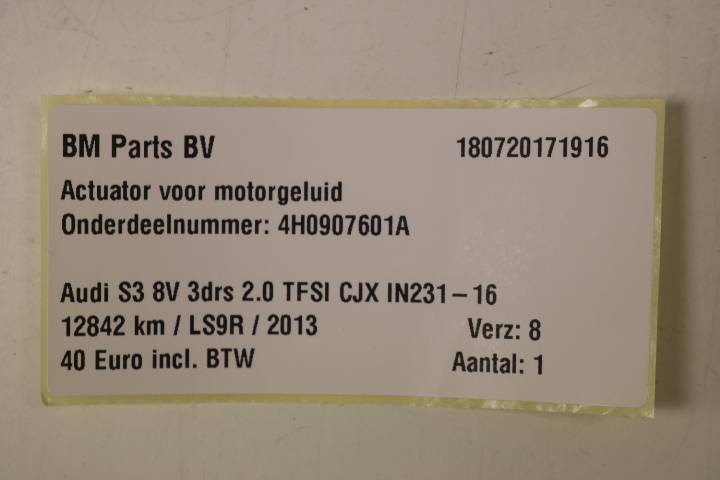 BM Parts BV 180720171916
Actuator voor motorgeluid
Onderdeelnummer: 4H0907601A
Audi S3 8V 3drs 2.0 TFSI CJX IN231-16
12842 km / LS9R / 2013 Verz: 8
40 Euro incl. BTW Aantal: 1